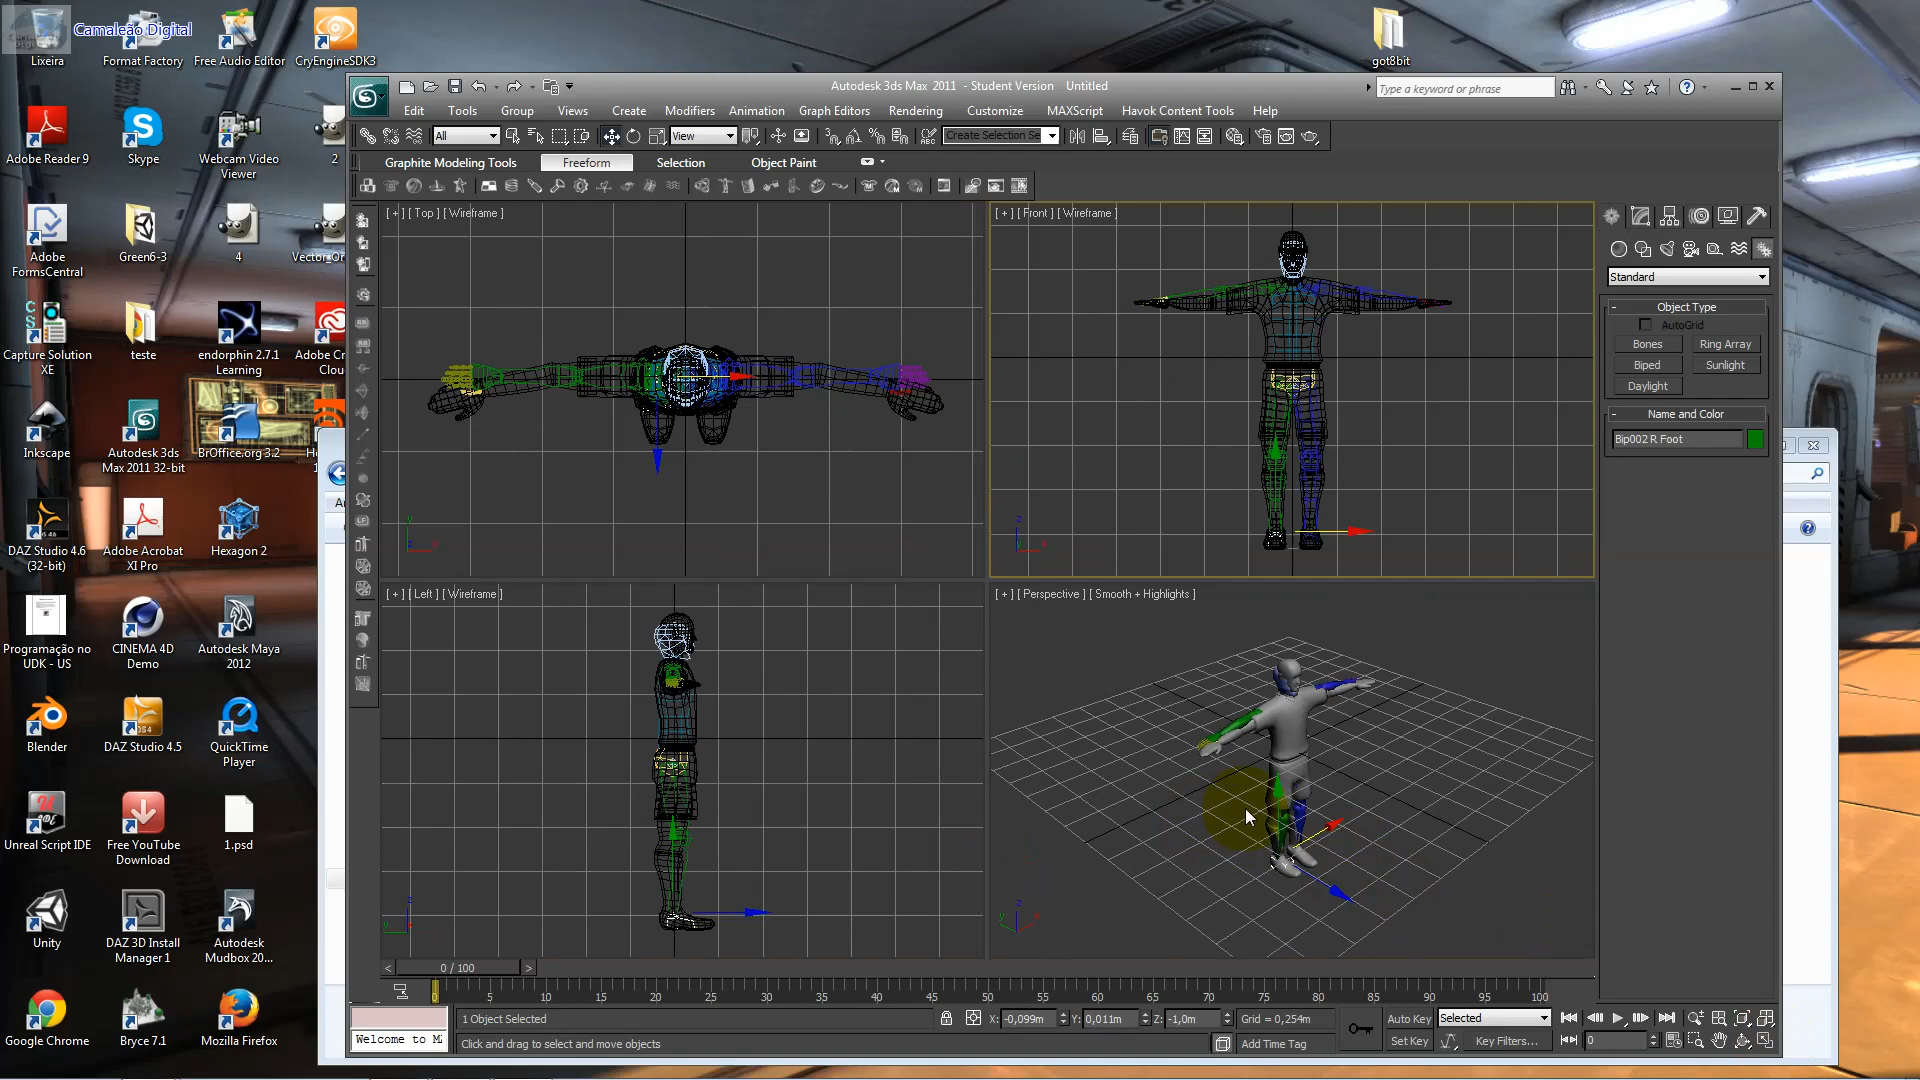 Camaleão Digital
Lixeira
Format Factory
Free Audio Editor
CryEngineSDK3
got8bit
Adobe Reader 9
Skype
Webcam Video
Viewer
2
Adobe
FormsCentral
Green6-3
4
Capture Solution
XE
teste
endorphin 2.7.1
Learning
Inkscape
Autodesk 3ds
Max 2011 32-bit
BrOffice.org 3.2
DAZ Studio 4.6
(32-bit)
Adobe Acrobat
XI Pro
Hexagon 2
Programação no
UDK - US
CINEMA 4D
Demo
Autodesk Maya
2012
Blender
DAZ Studio 4.5
QuickTime
Player
Unreal Script IDE
Free YouTube
Download
1.psd
Unity
DAZ 3D Install
Manager 1
Autodesk
Mudbox 20...
Google Chrome
Bryce 7.1
Mozilla Firefox
Autodesk 3ds Max 2011 - Student Version Untitled
Type a keyword or phrase
Edit Tools Group Views Create Modifiers Animation Graph Editors Rendering Customize MAXScript Havok Content Tools Help
All View Create Selection Se
Graphite Modeling Tools Freeform Selection Object Paint
[ + ] [ Top ] [ Wireframe ]
[ + ] [ Front ] [ Wireframe ]
[ + ] [ Left ] [ Wireframe ]
[ + ] [ Perspective ] [ Smooth + Highlights ]
Standard
- Object Type
AutoGrid
Bones Ring Array
Biped Sunlight
Daylight
- Name and Color
Bip002 R Foot
< 0 / 100 >
0 5 10 15 20 25 30 35 40 45 50 55 60 65 70 75 80 85 90 95 100
1 Object Selected X: -0,099m Y: 0,011m Z: -1,0m Grid = 0,254m Auto Key Selected
Welcome to M
Click and drag to select and move objects Add Time Tag Set Key Key Filters... 0